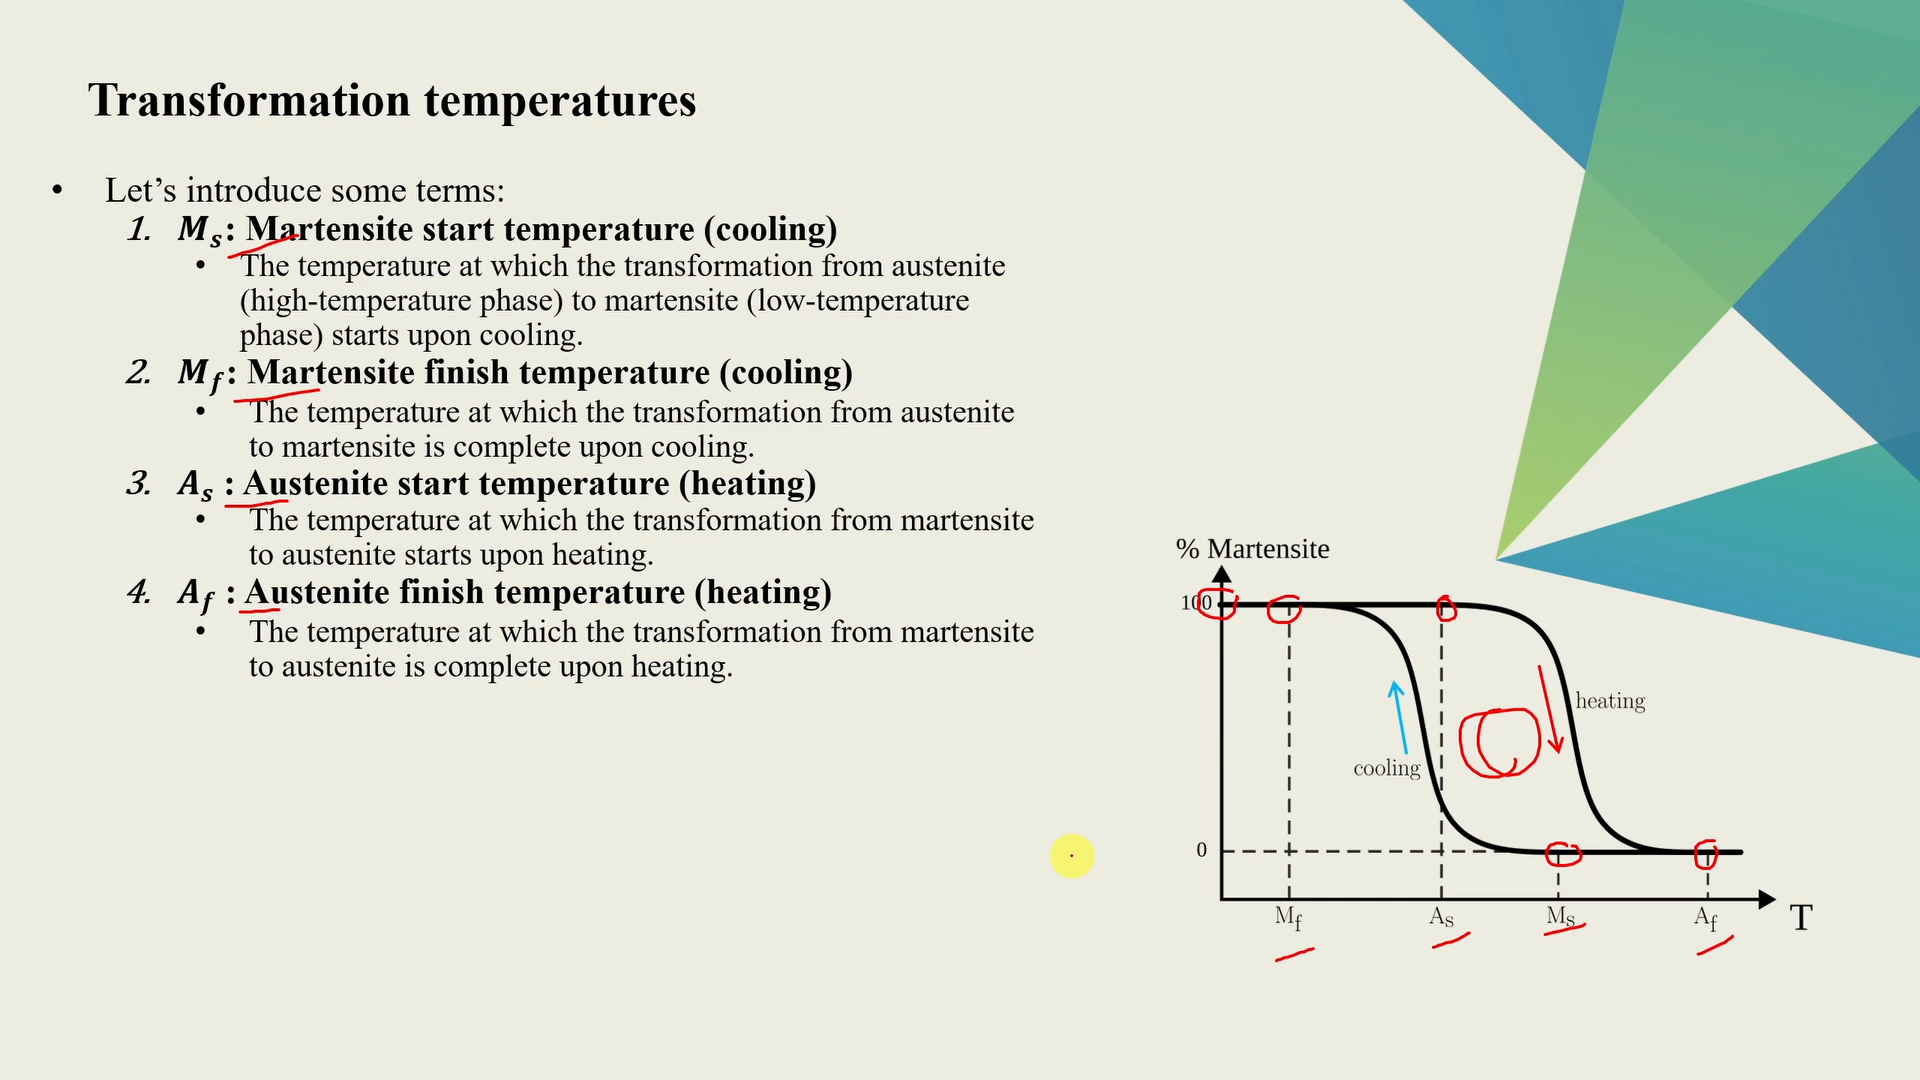 Transformation temperatures
• Let’s introduce some terms:
1. Ms: Martensite start temperature (cooling)
• The temperature at which the transformation from austenite
(high-temperature phase) to martensite (low-temperature
phase) starts upon cooling.
2. Mf: Martensite finish temperature (cooling)
• The temperature at which the transformation from austenite
to martensite is complete upon cooling.
3. As : Austenite start temperature (heating)
• The temperature at which the transformation from martensite
to austenite starts upon heating.
4. Af : Austenite finish temperature (heating)
• The temperature at which the transformation from martensite
to austenite is complete upon heating.
% Martensite
100
heating
cooling
0
Mf As Ms Af T